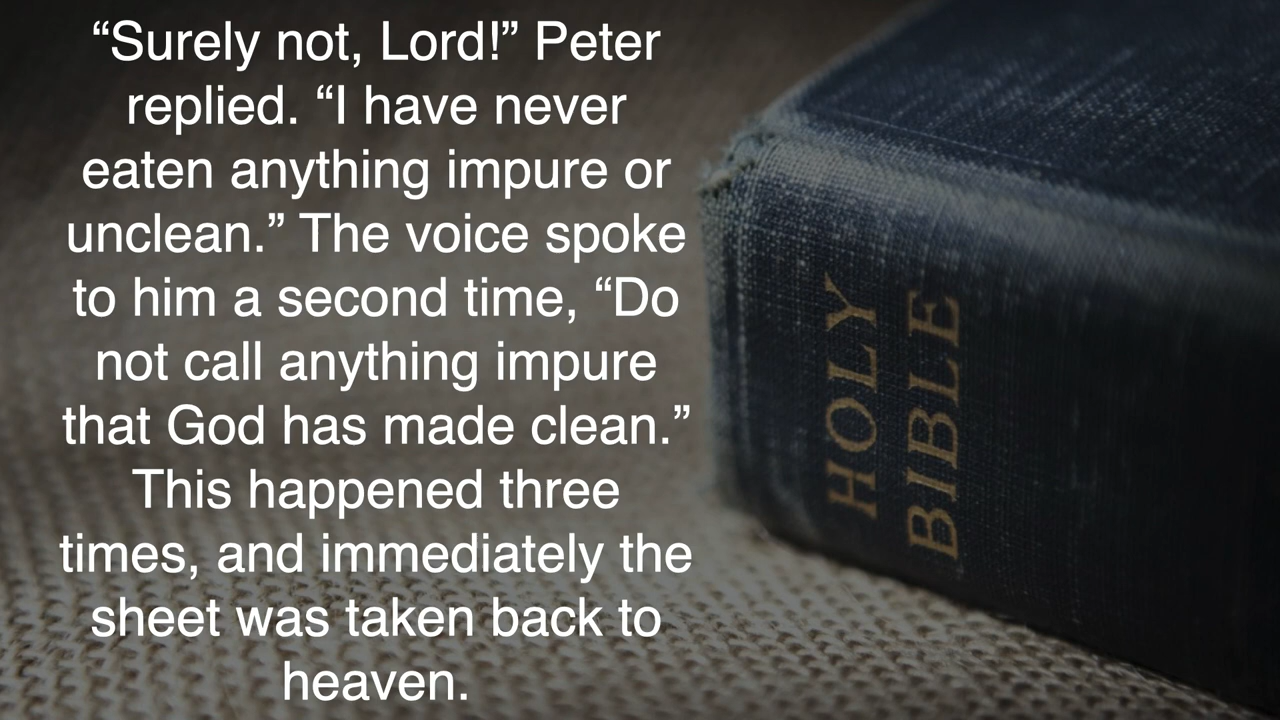 “Surely not, Lord!” Peter
replied. “I have never
eaten anything impure or
unclean.” The voice spoke
to him a second time, “Do
not call anything impure
that God has made clean.”
This happened three
times, and immediately the
sheet was taken back to
heaven.
HOLY
BIBLE